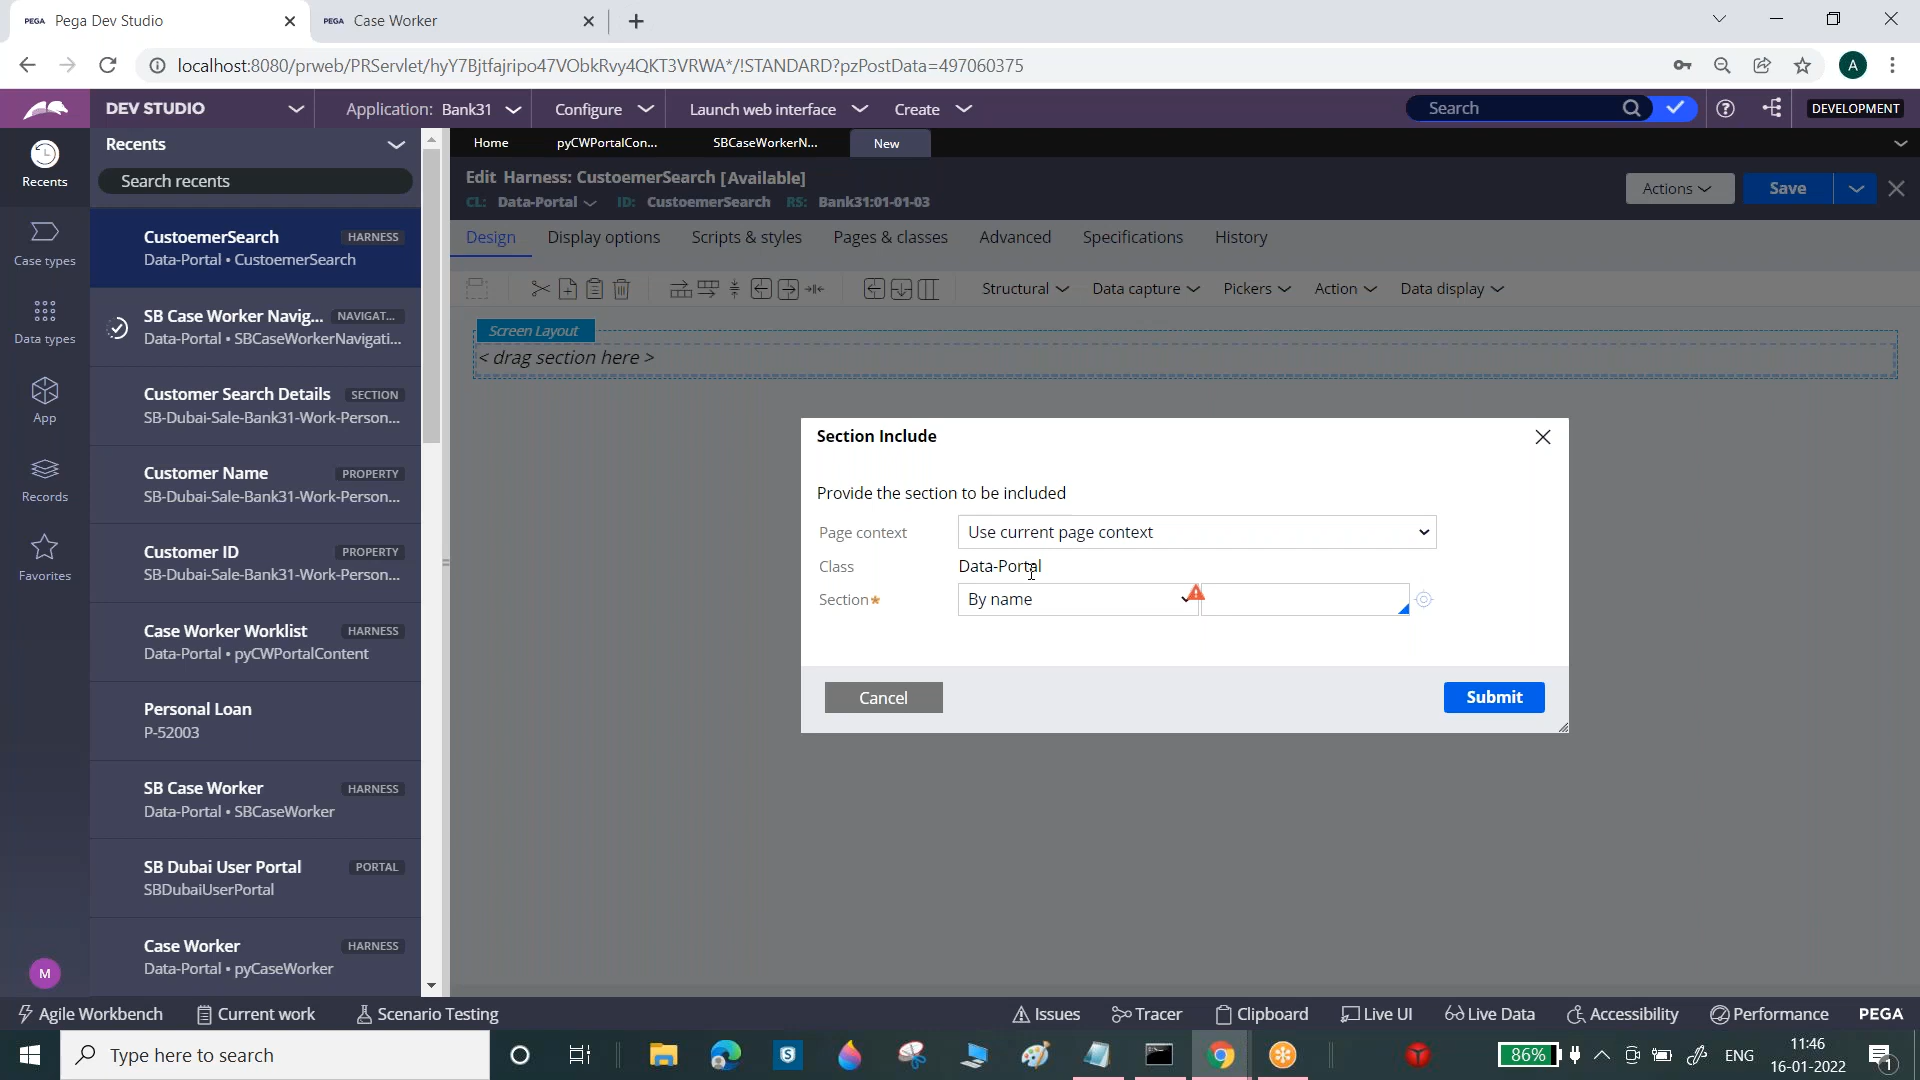 PEGA Pega Dev Studio
PEGA Case Worker
localhost:8080/prweb/PRServlet/hyY7Bjtfajripo47VObkRvy4QKT3VRWA*/!STANDARD?pzPostData=497060375
A
DEV STUDIO
Application: Bank31
Configure
Launch web interface
Create
Search
DEVELOPMENT
Recents
Recents
Search recents
Case types
Data types
App
Records
Favorites
M
CustoemerSearch HARNESS
Data-Portal • CustoemerSearch
SB Case Worker Navig... NAVIGAT...
Data-Portal • SBCaseWorkerNavigati...
Customer Search Details SECTION
SB-Dubai-Sale-Bank31-Work-Person...
Customer Name PROPERTY
SB-Dubai-Sale-Bank31-Work-Person...
Customer ID PROPERTY
SB-Dubai-Sale-Bank31-Work-Person...
Case Worker Worklist HARNESS
Data-Portal • pyCWPortalContent
Personal Loan
P-52003
SB Case Worker HARNESS
Data-Portal • SBCaseWorker
SB Dubai User Portal PORTAL
SBDubaiUserPortal
Case Worker HARNESS
Data-Portal • pyCaseWorker
Home pyCWPortalCon... SBCaseWorkerN... New
Edit Harness: CustoemerSearch [Available]
CL: Data-Portal ID: CustoemerSearch RS: Bank31:01-01-03
Actions Save
Design Display options Scripts & styles Pages & classes Advanced Specifications History
Structural Data capture Pickers Action Data display
Screen Layout
< drag section here >
Section Include
Provide the section to be included
Page context Use current page context
Class Data-Portal
Section* By name
Cancel Submit
Agile Workbench Current work Scenario Testing Issues Tracer Clipboard Live UI Live Data Accessibility Performance PEGA
Type here to search
86%
ENG
11:46
16-01-2022
1